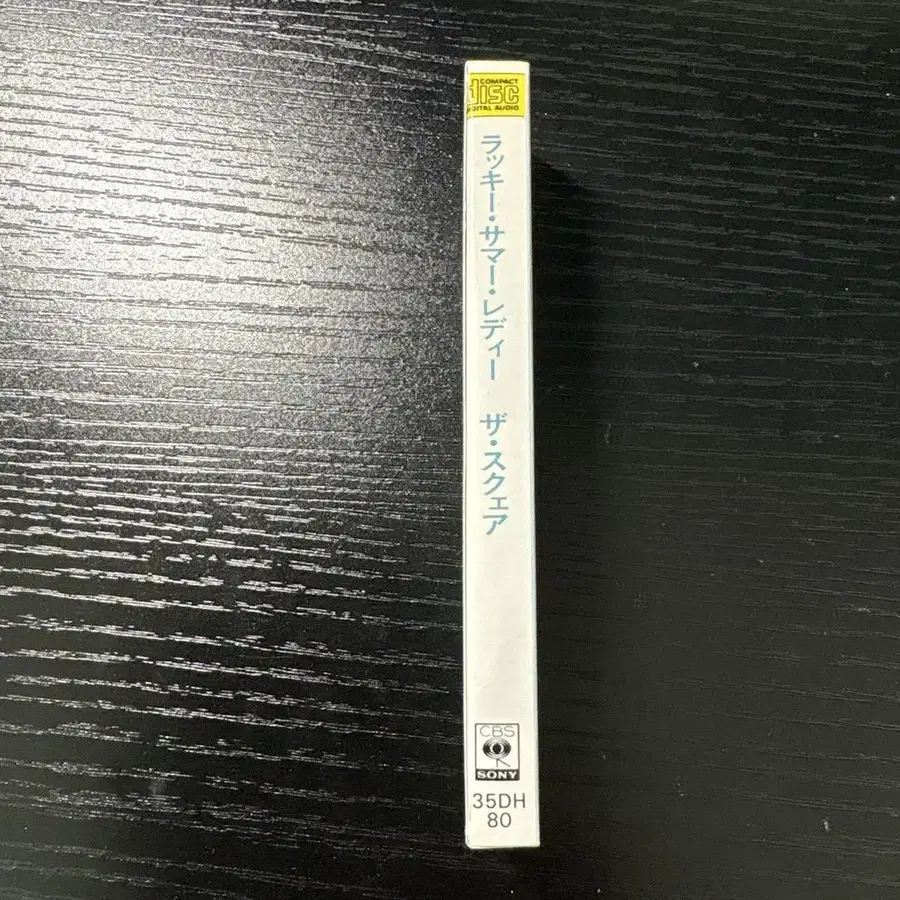 COMPACT
disc
DIGITAL AUDIO
ラッキー・サマー・レディー ザ・スクェア
CBS
SONY
35DH
80